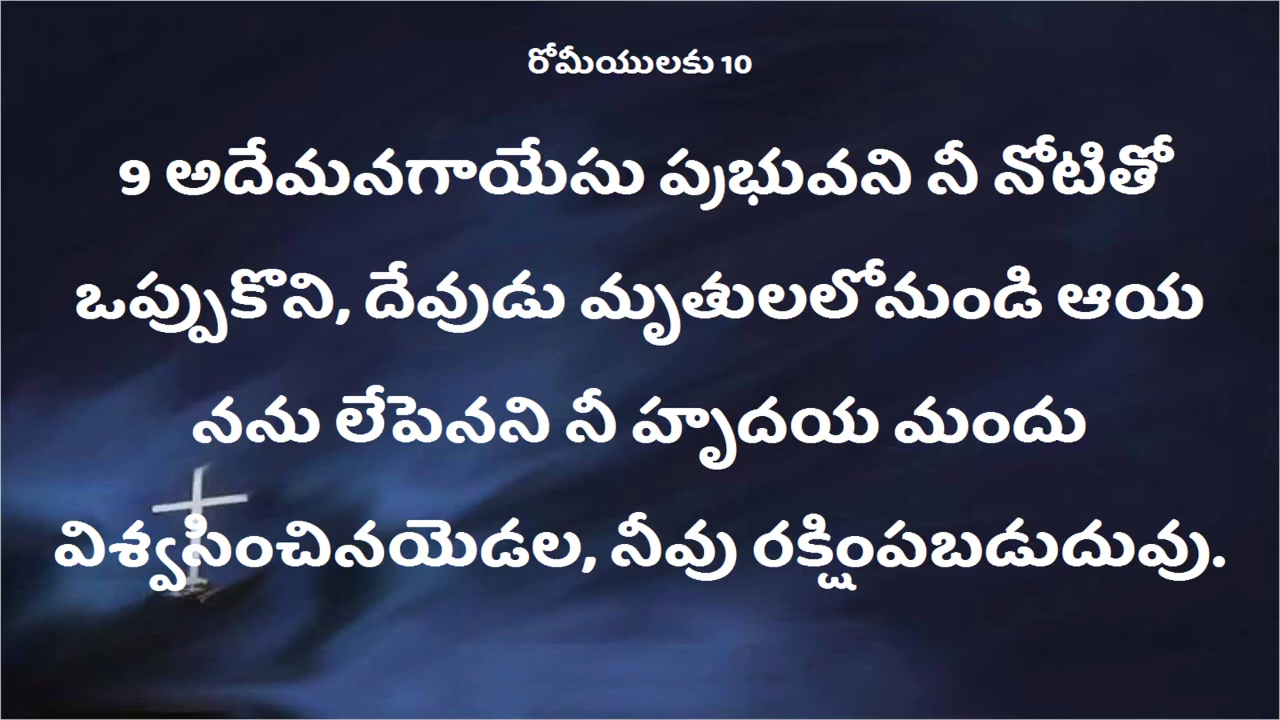 రోమీయులకు 10
9 అదేమనగాయేసు ప్రభువని నీ నోటితో
ఒప్పుకొని, దేవుడు మృతులలోనుండి ఆయ
నను లేపెనని నీ హృదయ మందు
విశ్వసించినయెడల, నీవు రక్షింపబడుదువు.